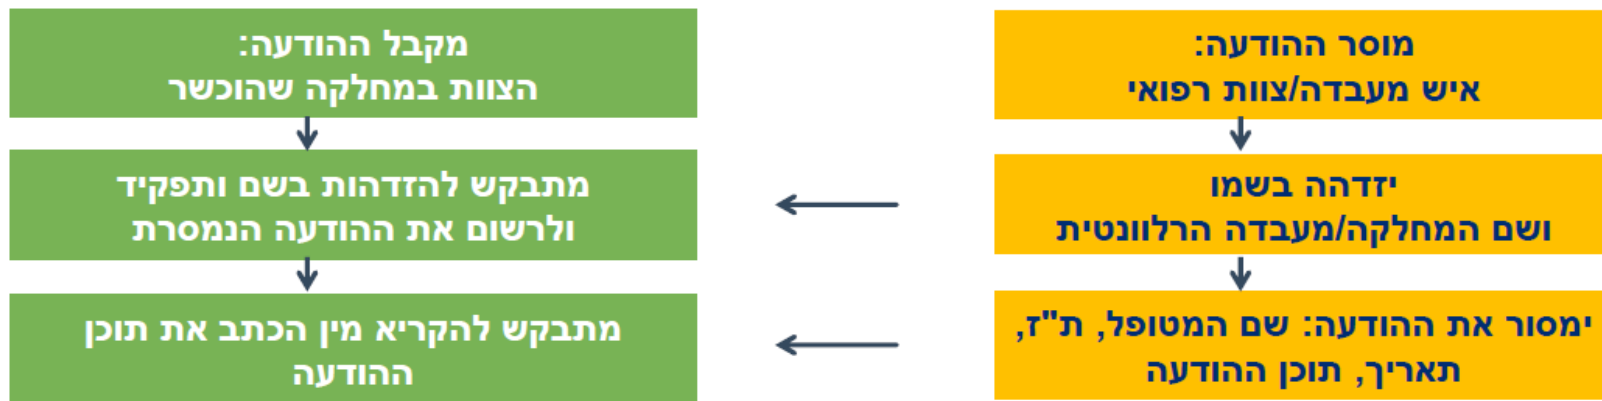 מוסר ההודעה:
איש מעבדה/צוות רפואי
מקבל ההודעה:
הצוות במחלקה שהוכשר
יזדהה בשמו
ושם המחלקה/מעבדה הרלוונטית
מתבקש להזדהות בשם ותפקיד
ולרשום את ההודעה הנמסרת
ימסור את ההודעה: שם המטופל, ת"ז,
תאריך, תוכן ההודעה
מתבקש להקריא מין הכתב את תוכן
ההודעה